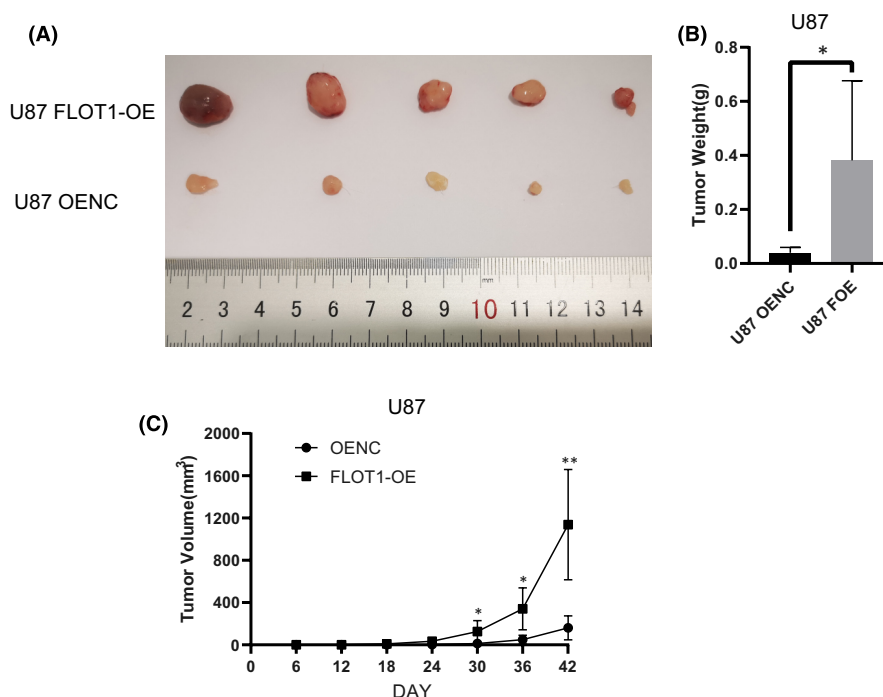 (A)
U87 FLOT1-OE
U87 OENC
mm
2 3 4 5 6 7 8 9 10 11 12 13 14
(B)
U87
*
Tumor Weight(g)
0.8
0.6
0.4
0.2
0.0
U87 OENC
U87 FOE
(C)
U87
Tumor Volume(mm³)
2000
1600
1200
800
400
0
OENC
FLOT1-OE
*
*
**
0 6 12 18 24 30 36 42
DAY